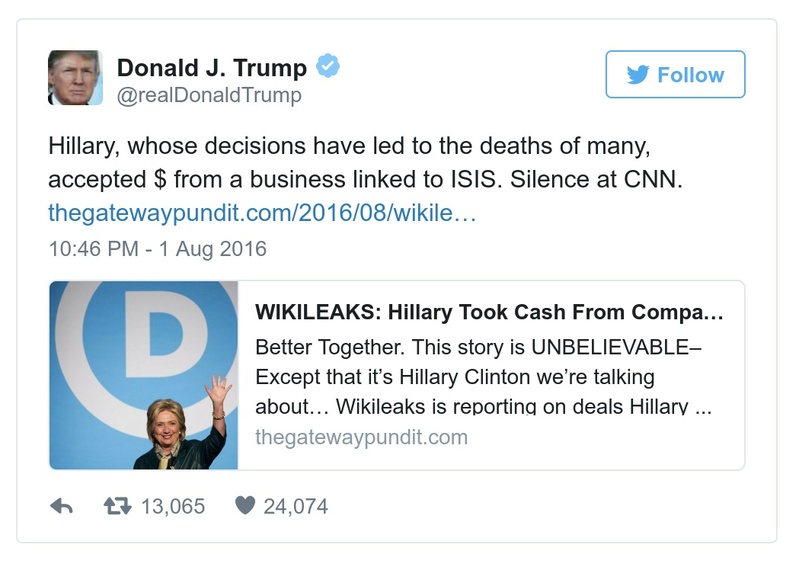 Donald J. Trump
@realDonaldTrump
Follow
Hillary, whose decisions have led to the deaths of many,
accepted $ from a business linked to ISIS. Silence at CNN.
thegatewaypundit.com/2016/08/wikile…
10:46 PM - 1 Aug 2016
D
WIKILEAKS: Hillary Took Cash From Compa…
Better Together. This story is UNBELIEVABLE–
Except that it’s Hillary Clinton we’re talking
about… Wikileaks is reporting on deals Hillary ...
thegatewaypundit.com
13,065
24,074